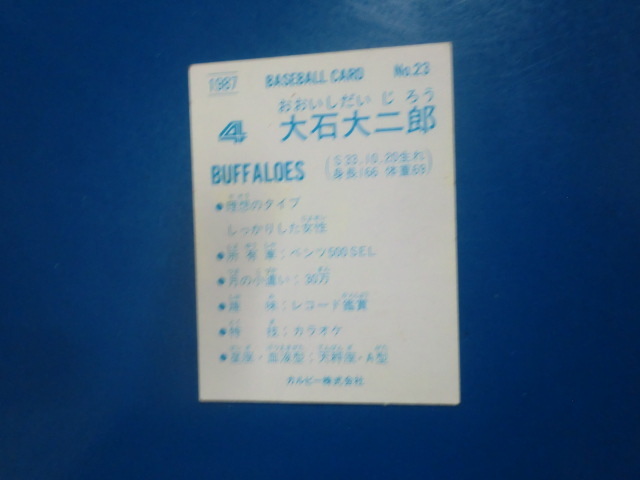 1987 BASEBALL CARD No.23
おおいしだいじろう
4 大石大二郎
BUFFALOES
(S33.10.20生れ
身長166 体重69)
●理想のタイプ
しっかりした女性
●所有車;ベンツ500SEL
●月の小遣い;30万
●趣味;レコード鑑賞
●特技;カラオケ
●星座・血液型;天秤座・A型
カルビー株式会社